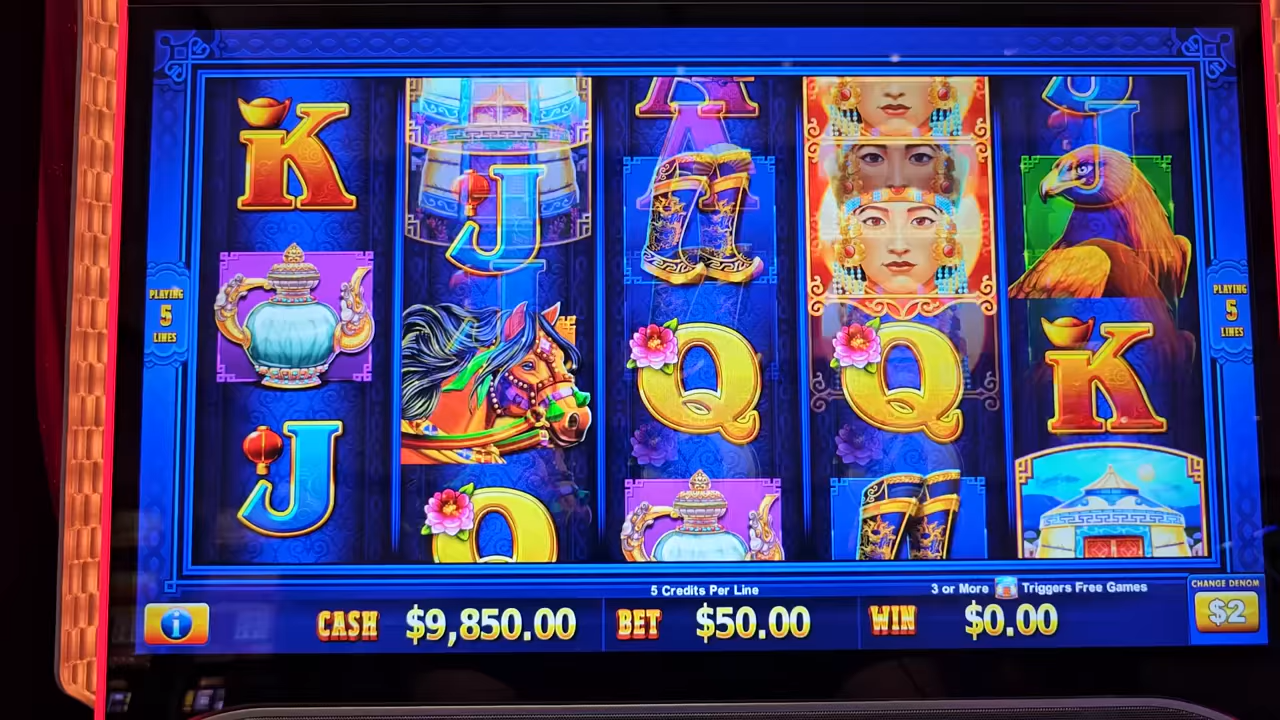 K
J
A
J
J
PLAYING
5
LINES
PLAYING
5
LINES
Q
Q
K
J
Q
5 Credits Per Line
3 or More Triggers Free Games
CHANGE DENOM
$2
i
CASH $9,850.00 BET $50.00 WIN $0.00